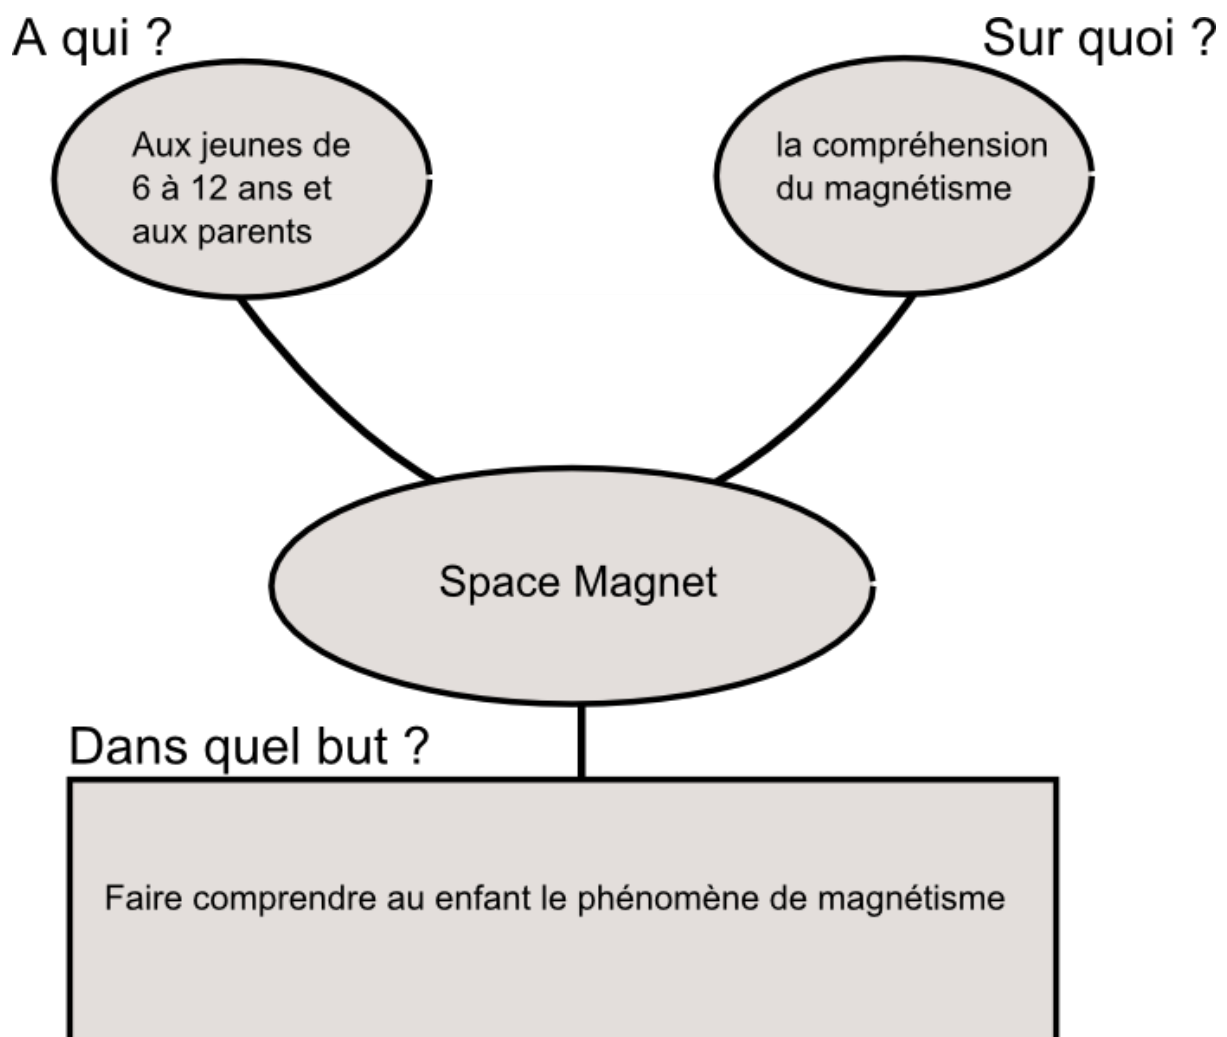 A qui ?
Sur quoi ?
Aux jeunes de
6 à 12 ans et
aux parents
la compréhension
du magnétisme
Space Magnet
Dans quel but ?
Faire comprendre au enfant le phénomène de magnétisme